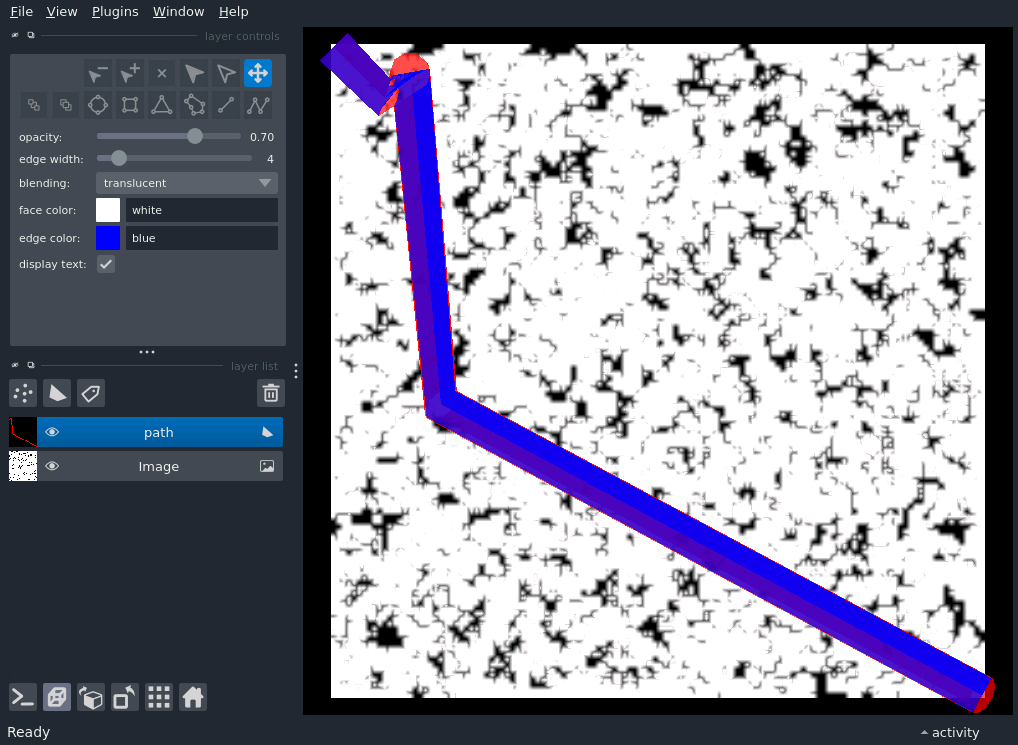 File View Plugins Window Help
layer controls
opacity: 0.70
edge width: 4
blending: translucent
face color: white
edge color: blue
display text:
layer list
path
Image
Ready activity